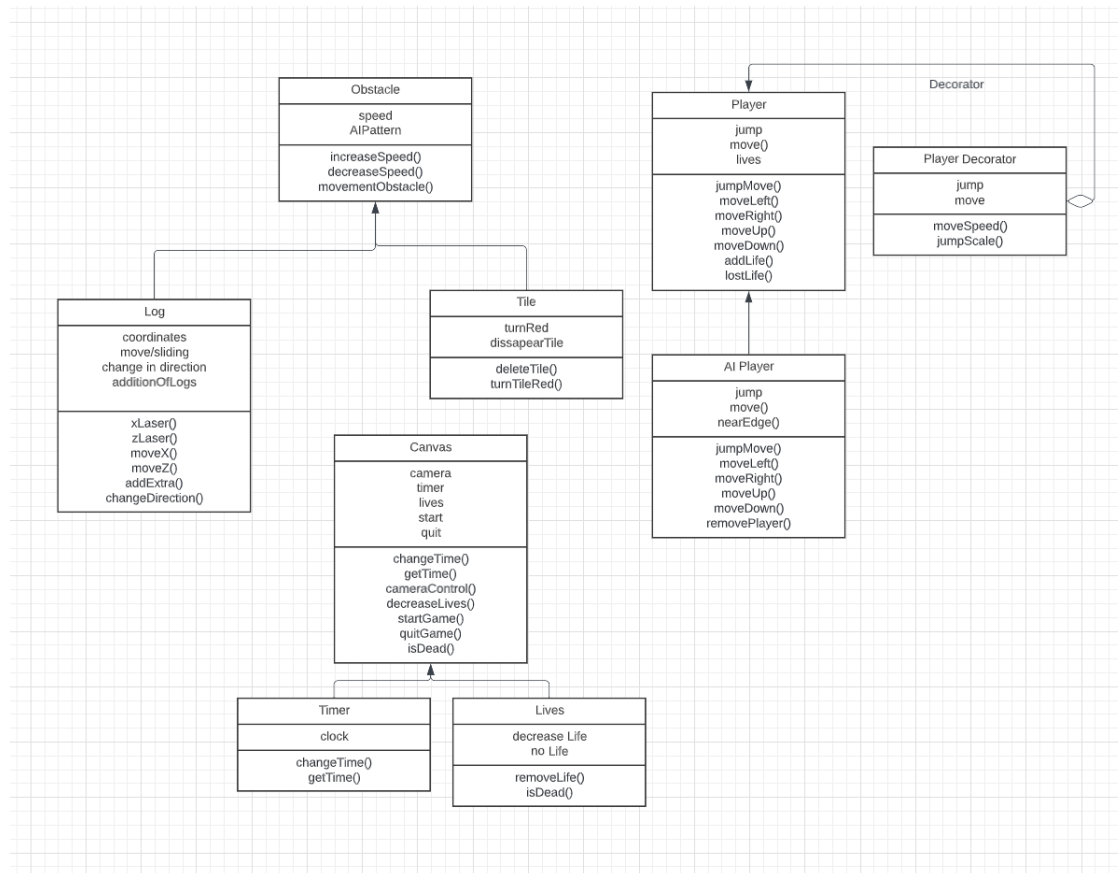 Obstacle
speed
AIPattern
increaseSpeed()
decreaseSpeed()
movementObstacle()
Decorator
Player
jump
move()
lives
jumpMove()
moveLeft()
moveRight()
moveUp()
moveDown()
addLife()
lostLife()
Player Decorator
jump
move
moveSpeed()
jumpScale()
Log
coordinates
move/sliding
change in direction
additionOfLogs
xLaser()
zLaser()
moveX()
moveZ()
addExtra()
changeDirection()
Tile
turnRed
dissapearTile
deleteTile()
turnTileRed()
AI Player
jump
move()
nearEdge()
jumpMove()
moveLeft()
moveRight()
moveUp()
moveDown()
removePlayer()
Canvas
camera
timer
lives
start
quit
changeTime()
getTime()
cameraControl()
decreaseLives()
startGame()
quitGame()
isDead()
Timer
clock
changeTime()
getTime()
Lives
decrease Life
no Life
removeLife()
isDead()